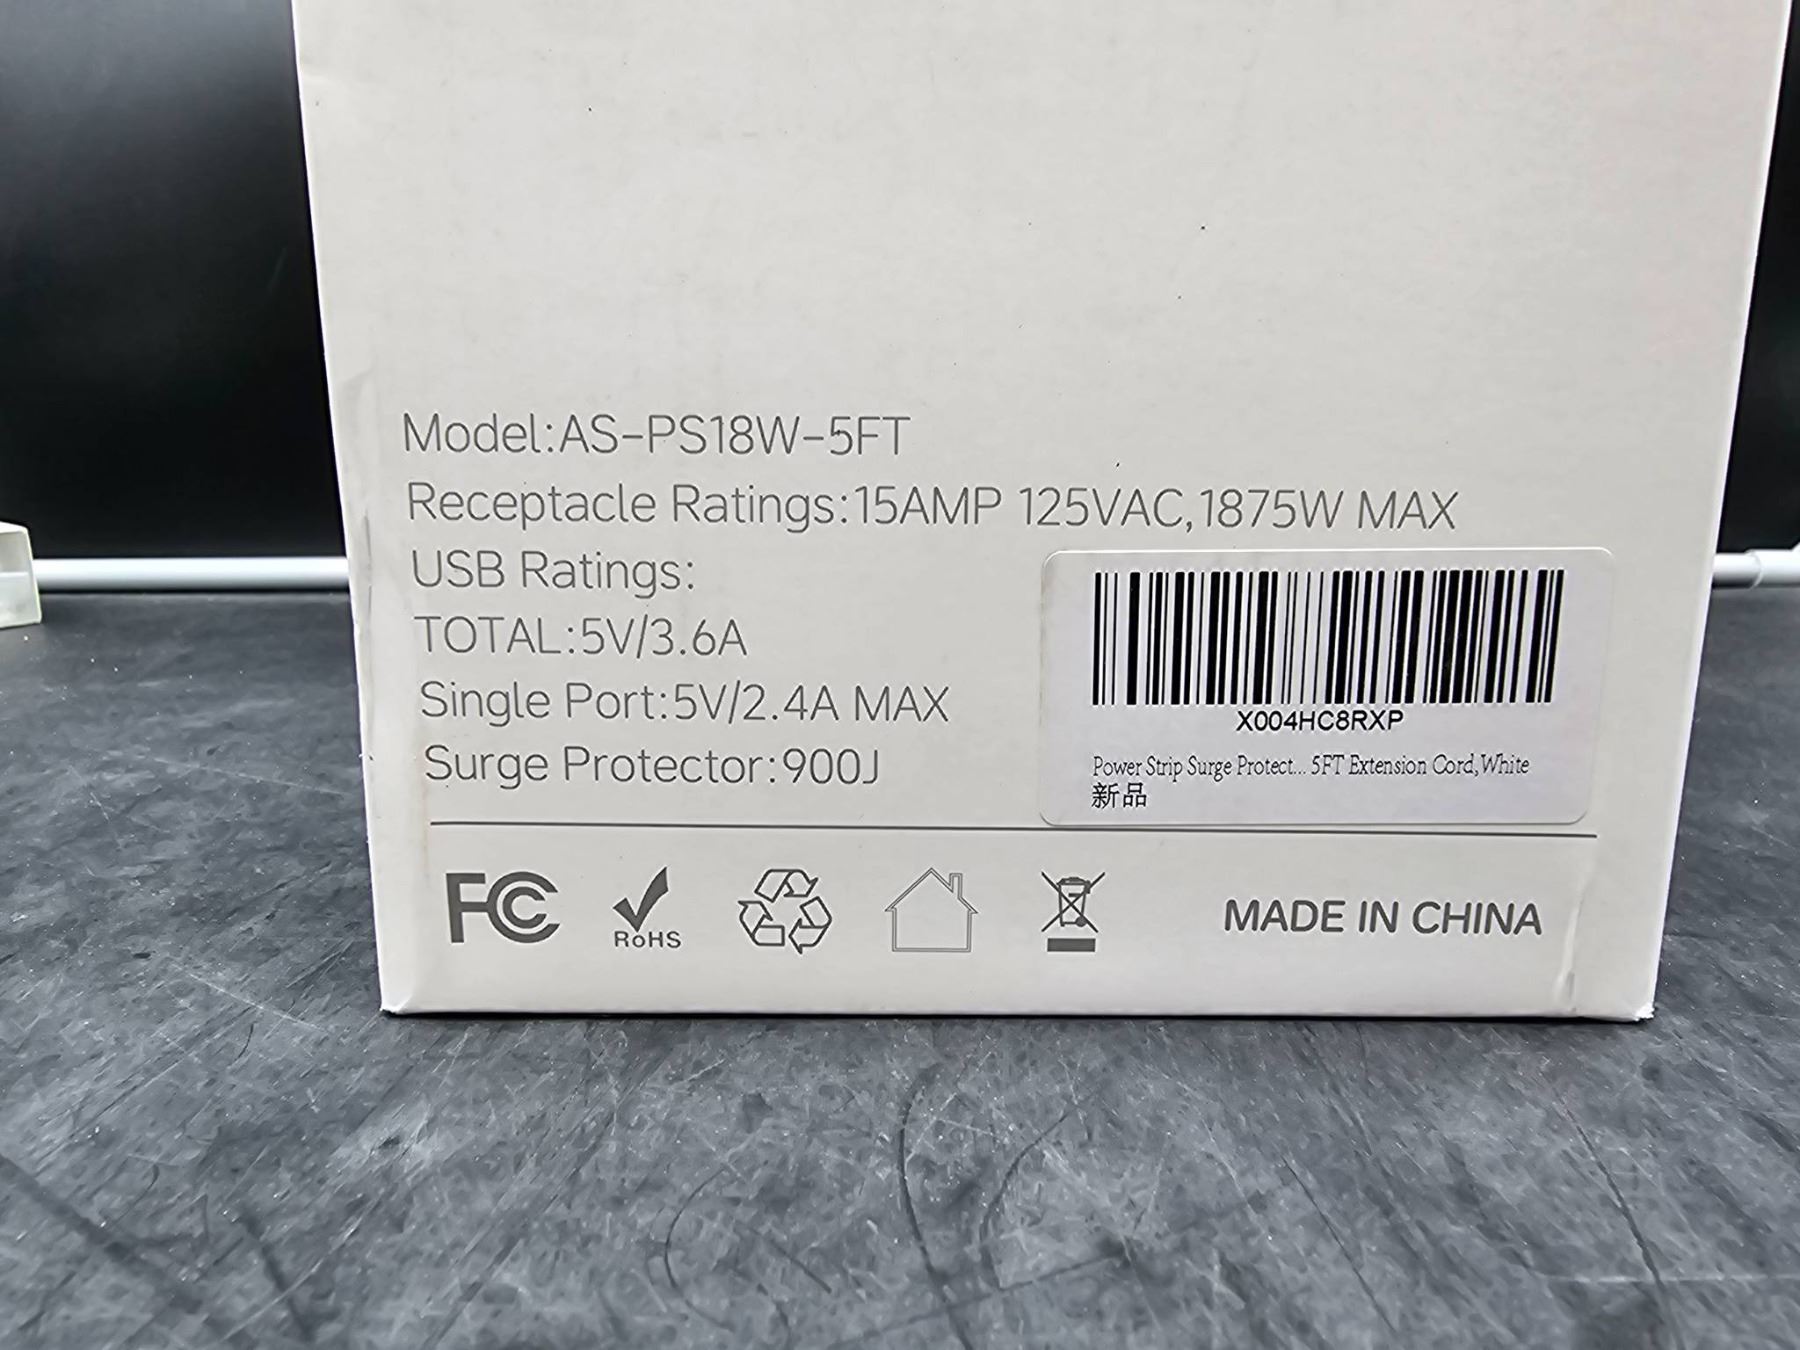 Model:AS-PS18W-5FT
Receptacle Ratings:15AMP 125VAC,1875W MAX
USB Ratings:
TOTAL:5V/3.6A
Single Port:5V/2.4A MAX
Surge Protector:900J
X004HC8RXP
Power Strip Surge Protect... 5FT Extension Cord,White
新品
FC
RoHS
MADE IN CHINA